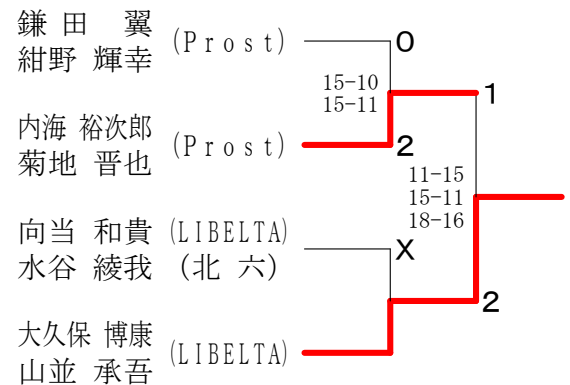 鎌田 翼 (Prost) 0
紺野 輝幸
15-10
15-11
1
内海 裕次郎
菊地 晋也 (Prost) 2
11-15
15-11
18-16
向当 和貴 (LIBELTA)
水谷 綾我 (北 六)
X
2
大久保 博康
山並 承吾 (LIBELTA)